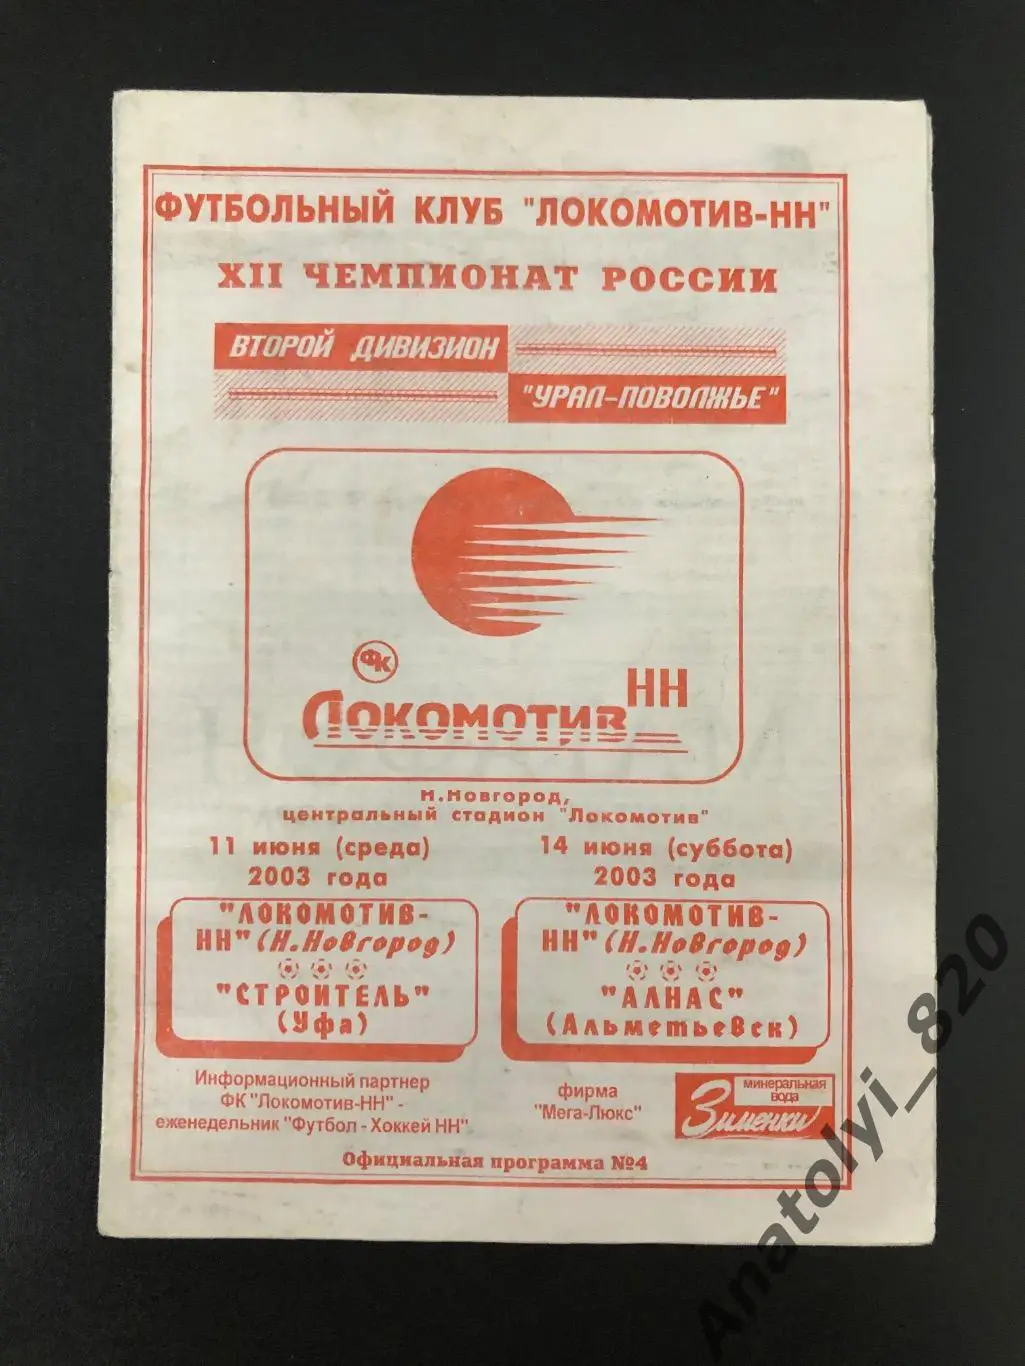 ФУТБОЛЬНЫЙ КЛУБ "ЛОКОМОТИВ-НН"
XII ЧЕМПИОНАТ РОССИИ
ВТОРОЙ ДИВИЗИОН
"УРАЛ-ПОВОЛЖЬЕ"
ФК
ЛОКОМОТИВ НН
Н.Новгород,
центральный стадион "Локомотив"
11 июня (среда)
2003 года
"ЛОКОМОТИВ-
НН" (Н.Новгород)
"СТРОИТЕЛЬ"
(Уфа)
14 июня (суббота)
2003 года
"ЛОКОМОТИВ-
НН" (Н.Новгород)
"АЛНАС"
(Альметьевск)
Информационный партнер
ФК "Локомотив-НН" -
еженедельник "Футбол - Хоккей НН"
фирма
"Мега-Люкс"
минеральная
вода
Зименки
Официальная программа №4
Anatolyi_820